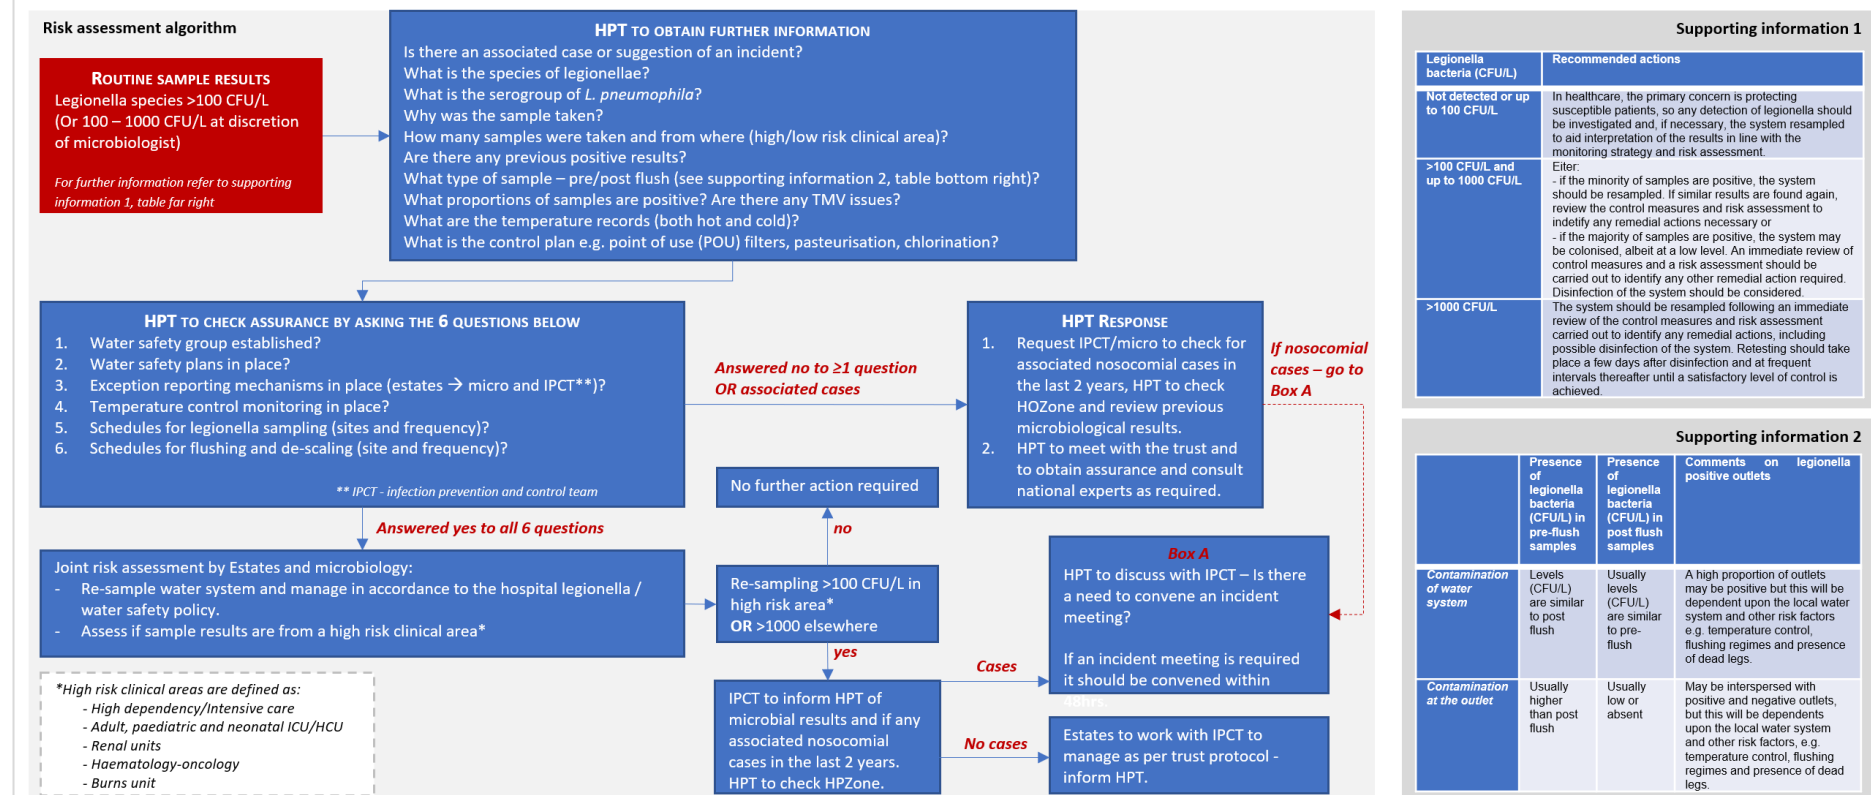 Risk assessment algorithm
ROUTINE SAMPLE RESULTS
Legionella species >100 CFU/L
(Or 100 – 1000 CFU/L at discretion
of microbiologist)
For further information refer to supporting
information 1, table far right
HPT TO OBTAIN FURTHER INFORMATION
Is there an associated case or suggestion of an incident?
What is the species of legionellae?
What is the serogroup of L. pneumophila?
Why was the sample taken?
How many samples were taken and from where (high/low risk clinical area)?
Are there any previous positive results?
What type of sample – pre/post flush (see supporting information 2, table bottom right)?
What proportions of samples are positive? Are there any TMV issues?
What are the temperature records (both hot and cold)?
What is the control plan e.g. point of use (POU) filters, pasteurisation, chlorination?
HPT TO CHECK ASSURANCE BY ASKING THE 6 QUESTIONS BELOW
1. Water safety group established?
2. Water safety plans in place?
3. Exception reporting mechanisms in place (estates → micro and IPCT**)?
4. Temperature control monitoring in place?
5. Schedules for legionella sampling (sites and frequency)?
6. Schedules for flushing and de-scaling (site and frequency)?
** IPCT - infection prevention and control team
Answered no to ≥1 question
OR associated cases
HPT RESPONSE
1. Request IPCT/micro to check for
associated nosocomial cases in
the last 2 years, HPT to check
HOZone and review previous
microbiological results.
2. HPT to meet with the trust and
to obtain assurance and consult
national experts as required.
If nosocomial
cases – go to
Box A
Answered yes to all 6 questions
Joint risk assessment by Estates and microbiology:
- Re-sample water system and manage in accordance to the hospital legionella /
water safety policy.
- Assess if sample results are from a high risk clinical area*
No further action required
no
Re-sampling >100 CFU/L in
high risk area*
OR >1000 elsewhere
yes
IPCT to inform HPT of
microbial results and if any
associated nosocomial
cases in the last 2 years.
HPT to check HPZone.
Cases
No cases
Box A
HPT to discuss with IPCT – Is there
a need to convene an incident
meeting?
If an incident meeting is required
it should be convened within
48hrs.
Estates to work with IPCT to
manage as per trust protocol -
inform HPT.
*High risk clinical areas are defined as:
- High dependency/Intensive care
- Adult, paediatric and neonatal ICU/HCU
- Renal units
- Haematology-oncology
- Burns unit
Supporting information 1
Legionella
bacteria (CFU/L)
Recommended actions
Not detected or up
to 100 CFU/L
In healthcare, the primary concern is protecting
susceptible patients, so any detection of legionella should
be investigated and, if necessary, the system resampled
to aid interpretation of the results in line with the
monitoring strategy and risk assessment.
>100 CFU/L and
up to 1000 CFU/L
Eiter:
- if the minority of samples are positive, the system
should be resampled. If similar results are found again,
review the control measures and risk assessment to
indetify any remedial actions necessary or
- if the majority of samples are positive, the system may
be colonised, albeit at a low level. An immediate review of
control measures and a risk assessment should be
carried out to identify any other remedial action required.
Disinfection of the system should be considered.
>1000 CFU/L
The system should be resampled following an immediate
review of the control measures and risk assessment
carried out to identify any remedial actions, including
possible disinfection of the system. Retesting should take
place a few days after disinfection and at frequent
intervals thereafter until a satisfactory level of control is
achieved.
Supporting information 2
Presence
of
legionella
bacteria
(CFU/L) in
pre-flush
samples
Presence
of
legionella
bacteria
(CFU/L) in
post flush
samples
Comments on legionella
positive outlets
Contamination
of water
system
Levels
(CFU/L)
are similar
to post
flush
Usually
levels
(CFU/L)
are similar
to pre-
flush
A high proportion of outlets
may be positive but this will be
dependent upon the local water
system and other risk factors
e.g. temperature control,
flushing regimes and presence
of dead legs.
Contamination
at the outlet
Usually
higher
than post
flush
Usually
low or
absent
May be interspersed with
positive and negative outlets,
but this will be dependents
upon the local water system
and other risk factors, e.g.
temperature control, flushing
regimes and presence of dead
legs.